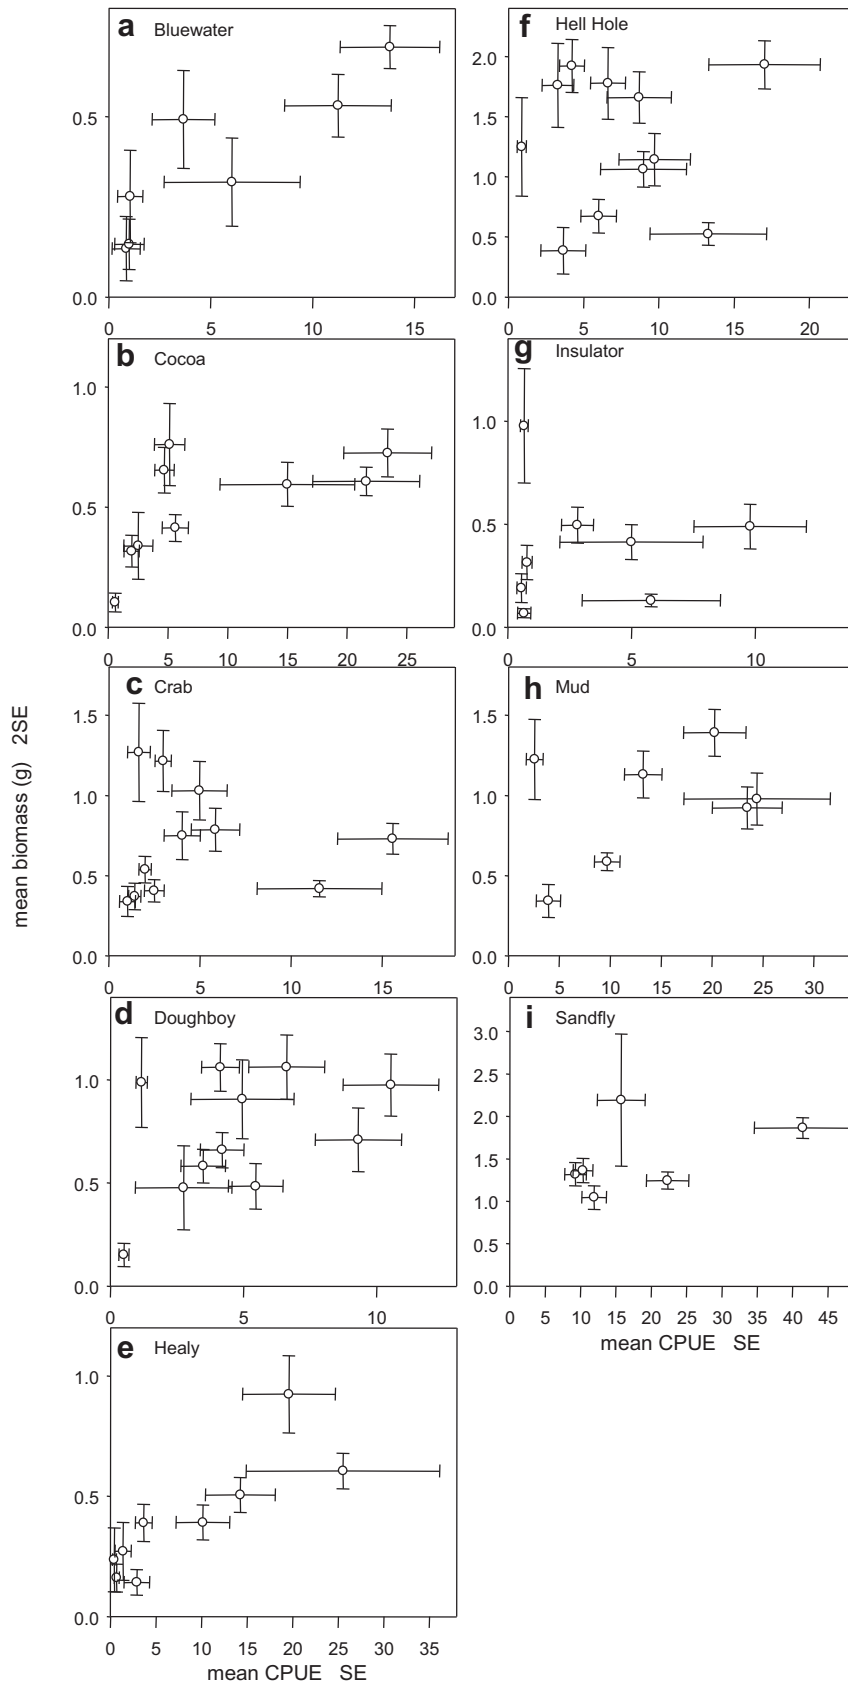 mean biomass (g) 2SE
a Bluewater
0.5
0.0
0 5 10 15
b Cocoa
1.0
0.5
0.0
0 5 10 15 20 25
c Crab
1.5
1.0
0.5
0.0
0 5 10 15
d Doughboy
1.0
0.5
0.0
0 5 10
e Healy
1.0
0.5
0.0
0 5 10 15 20 25 30 35
mean CPUE SE
f Hell Hole
2.0
1.5
1.0
0.5
0.0
0 5 10 15 20
g Insulator
1.0
0.5
0.0
0 5 10
h Mud
1.5
1.0
0.5
0.0
0 5 10 15 20 25 30
i Sandfly
3.0
2.5
2.0
1.5
1.0
0.5
0.0
0 5 10 15 20 25 30 35 40 45
mean CPUE SE